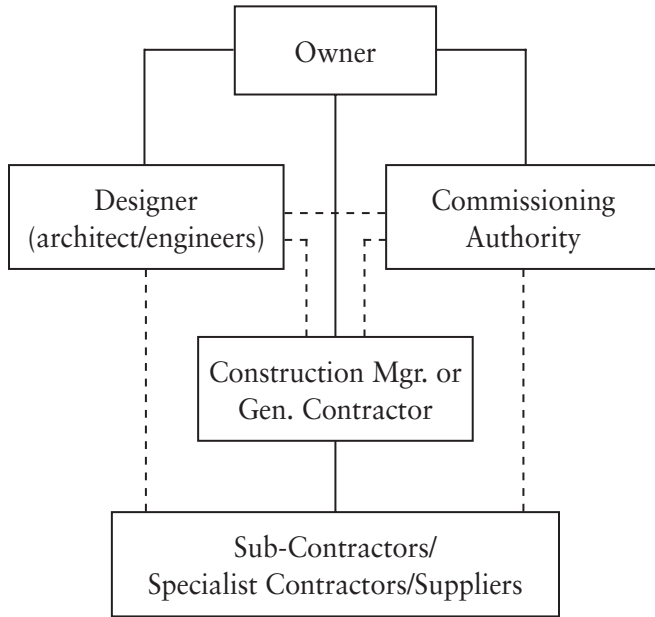 Owner
Designer
(architect/engineers)
Commissioning
Authority
Construction Mgr. or
Gen. Contractor
Sub-Contractors/
Specialist Contractors/Suppliers